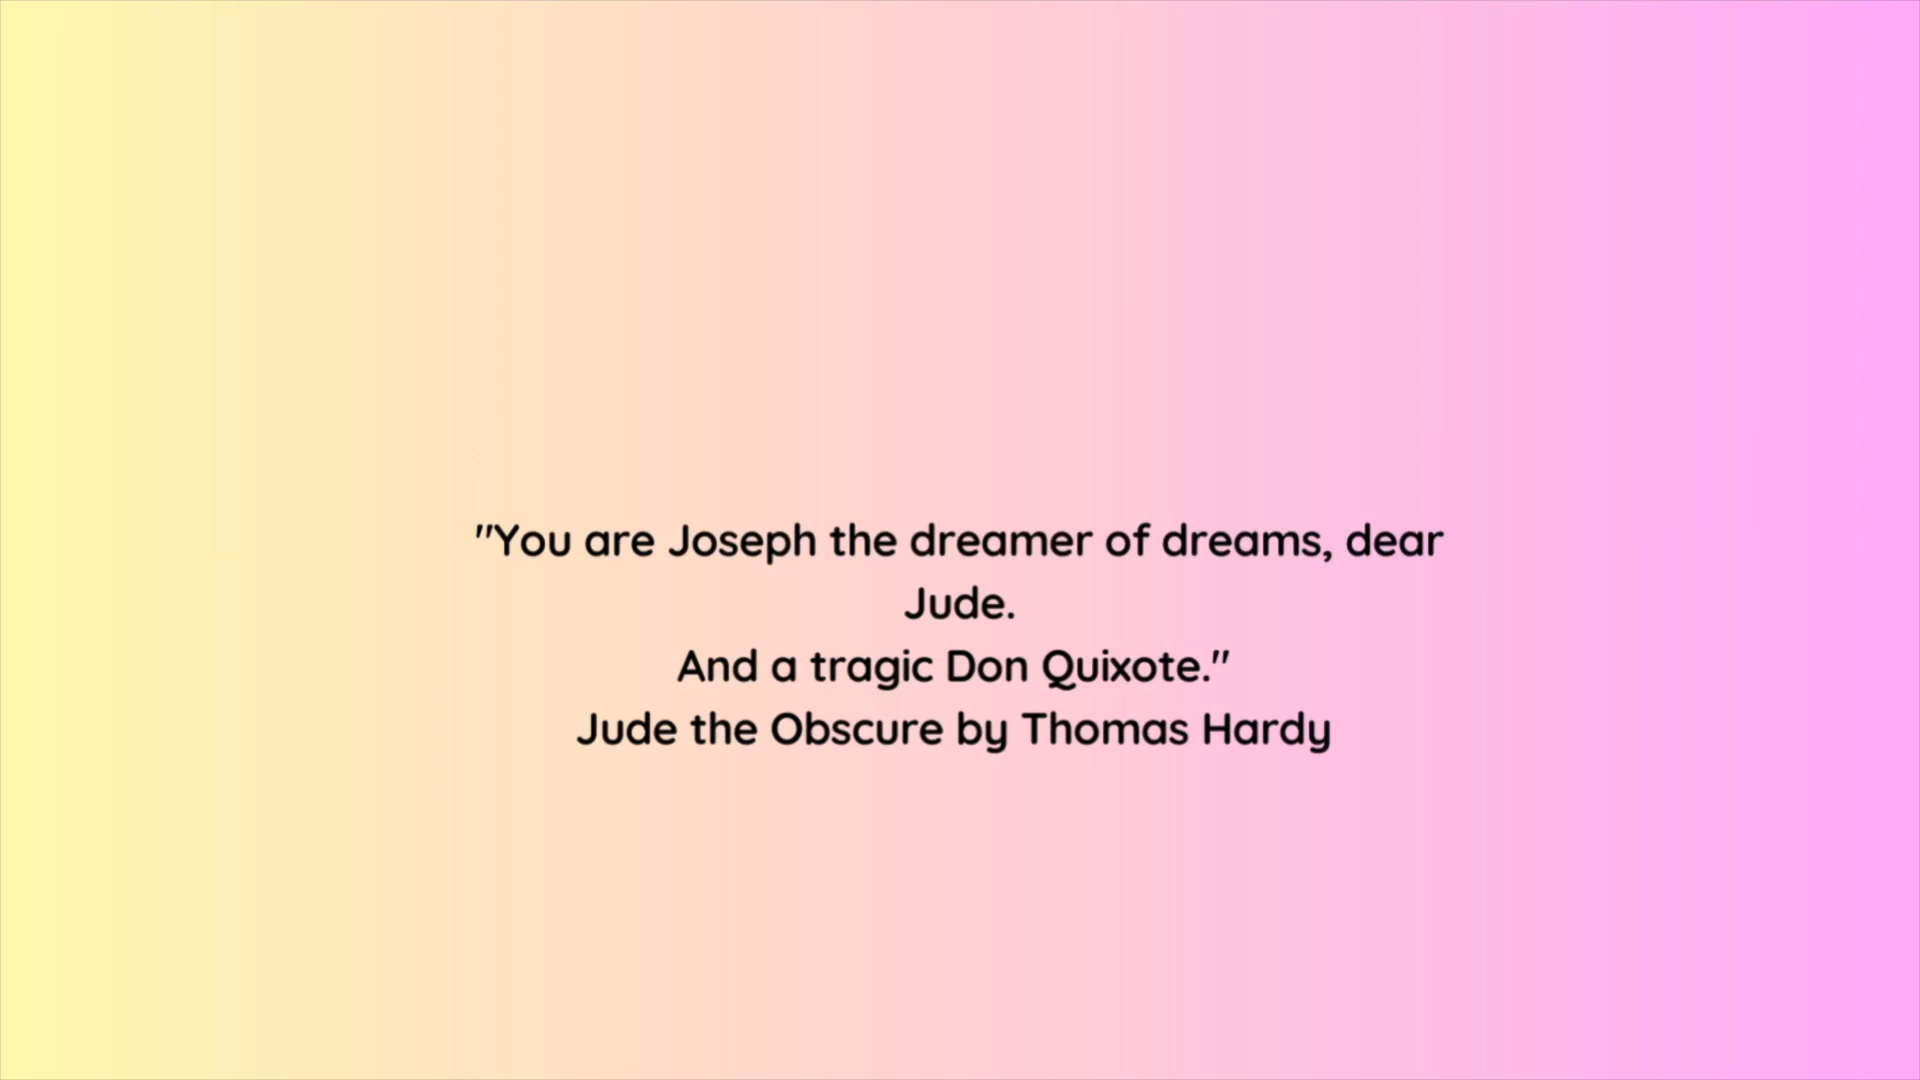 "You are Joseph the dreamer of dreams, dear
Jude.
And a tragic Don Quixote."
Jude the Obscure by Thomas Hardy